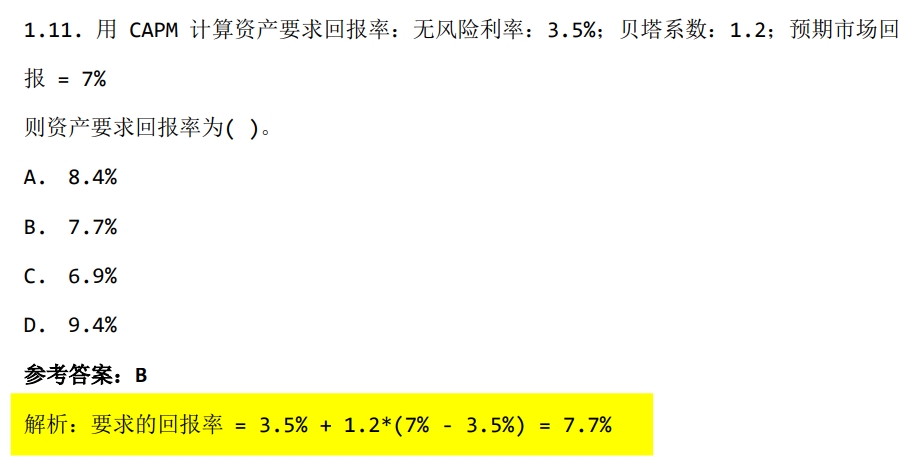 1.11. 用 CAPM 计算资产要求回报率：无风险利率：3.5%；贝塔系数：1.2；预期市场回
报 = 7%
则资产要求回报率为( )。
A. 8.4%
B. 7.7%
C. 6.9%
D. 9.4%
参考答案：B
解析：要求的回报率 = 3.5% + 1.2*(7% - 3.5%) = 7.7%